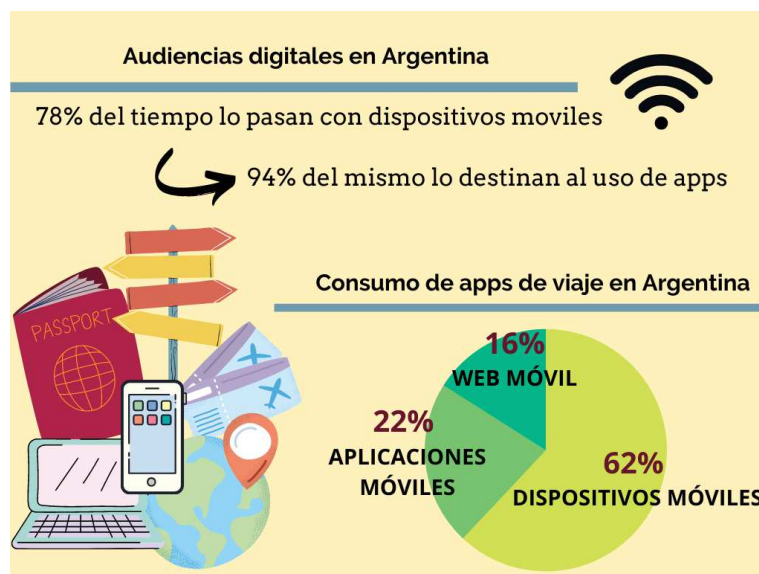 Audiencias digitales en Argentina
78% del tiempo lo pasan con dispositivos moviles
94% del mismo lo destinan al uso de apps
Consumo de apps de viaje en Argentina
PASSPORT
16%
WEB MÓVIL
22%
APLICACIONES
MÓVILES
62%
DISPOSITIVOS MÓVILES